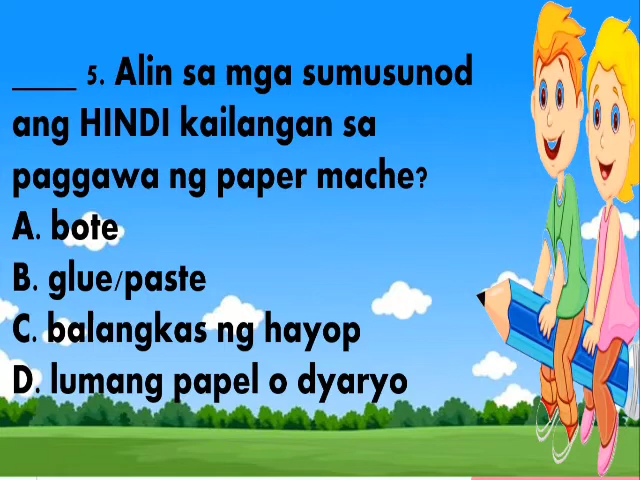 ____ 5. Alin sa mga sumusunod
ang HINDI kailangan sa
paggawa ng paper mache?
A. bote
B. glue/paste
C. balangkas ng hayop
D. lumang papel o dyaryo